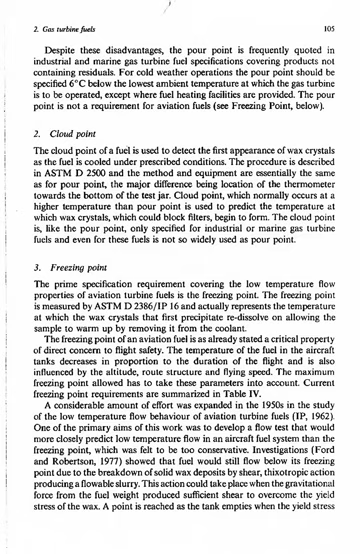 2. Gas turbine fuels 105
Despite these disadvantages, the pour point is frequently quoted in
industrial and marine gas turbine fuel specifications covering products not
containing residuals. For cold weather operations the pour point should be
specified 6°C below the lowest ambient temperature at which the gas turbine
is to be operated, except where fuel heating facilities are provided. The pour
point is not a requirement for aviation fuels (see Freezing Point, below).
2. Cloud point
The cloud point of a fuel is used to detect the first appearance of wax crystals
as the fuel is cooled under prescribed conditions. The procedure is described
in ASTM D 2500 and the method and equipment are essentially the same
as for pour point, the major difference being location of the thermometer
towards the bottom of the test jar. Cloud point, which normally occurs at a
higher temperature than pour point is used to predict the temperature at
which wax crystals, which could block filters, begin to form. The cloud point
is, like the pour point, only specified for industrial or marine gas turbine
fuels and even for these fuels is not so widely used as pour point.
3. Freezing point
The prime specification requirement covering the low temperature flow
properties of aviation turbine fuels is the freezing point. The freezing point
is measured by ASTM D 2386/IP 16 and actually represents the temperature
at which the wax crystals that first precipitate re-dissolve on allowing the
sample to warm up by removing it from the coolant.
The freezing point of an aviation fuel is as already stated a critical property
of direct concern to flight safety. The temperature of the fuel in the aircraft
tanks decreases in proportion to the duration of the flight and is also
influenced by the altitude, route structure and flying speed. The maximum
freezing point allowed has to take these parameters into account. Current
freezing point requirements are summarized in Table IV.
A considerable amount of effort was expanded in the 1950s in the study
of the low temperature flow behaviour of aviation turbine fuels (IP, 1962).
One of the primary aims of this work was to develop a flow test that would
more closely predict low temperature flow in an aircraft fuel system than the
freezing point, which was felt to be too conservative. Investigations (Ford
and Robertson, 1977) showed that fuel would still flow below its freezing
point due to the breakdown of solid wax deposits by shear, thixotropic action
producing a flowable slurry. This action could take place when the gravitational
force from the fuel weight produced sufficient shear to overcome the yield
stress of the wax. A point is reached as the tank empties when the yield stress